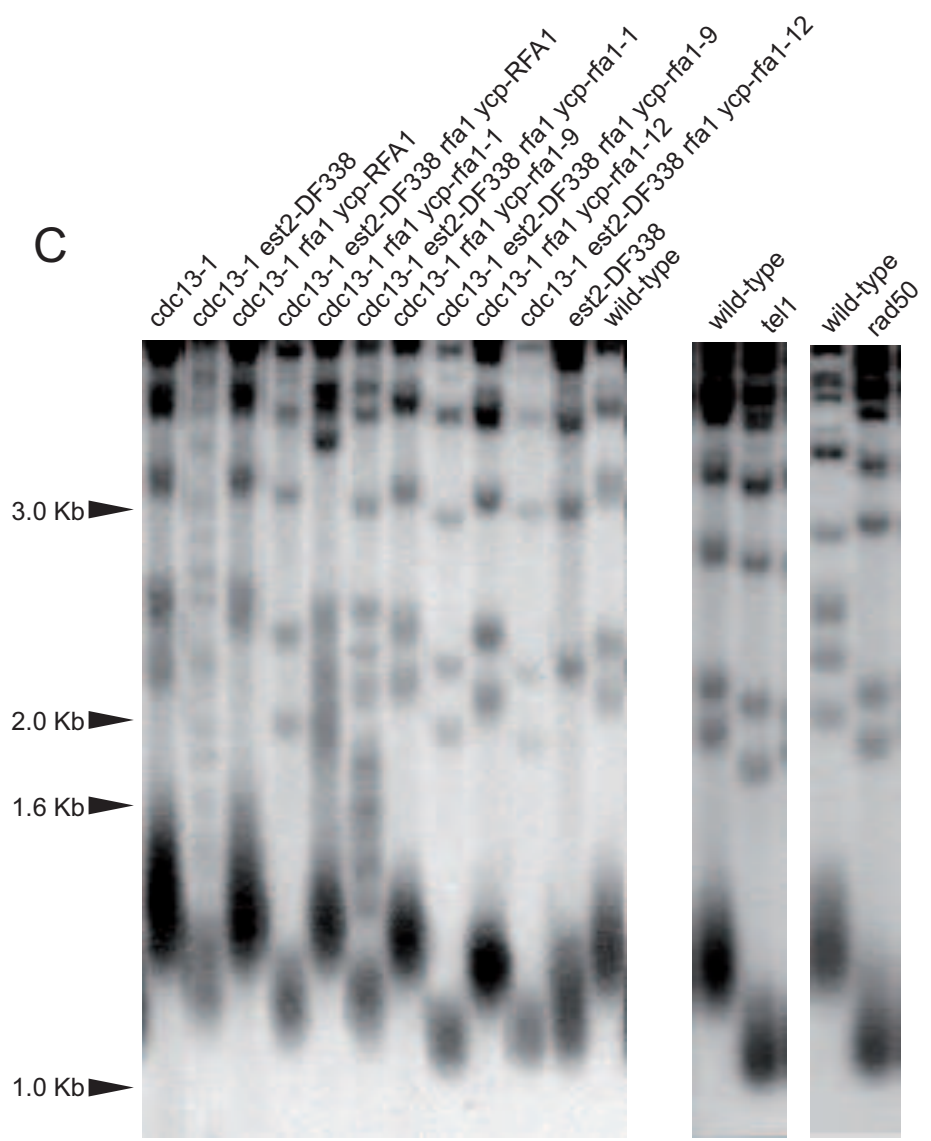 C
cdc13-1
cdc13-1 est2-DF338
cdc13-1 rfa1 ycp-RFA1
cdc13-1 est2-DF338 rfa1 ycp-RFA1
cdc13-1 rfa1 ycp-rfa1-1
cdc13-1 est2-DF338 rfa1 ycp-rfa1-1
cdc13-1 rfa1 ycp-rfa1-9
cdc13-1 est2-DF338 rfa1 ycp-rfa1-9
cdc13-1 rfa1 ycp-rfa1-12
cdc13-1 est2-DF338 rfa1 ycp-rfa1-12
est2-DF338
wild-type
wild-type
tel1
wild-type
rad50
3.0 Kb
2.0 Kb
1.6 Kb
1.0 Kb